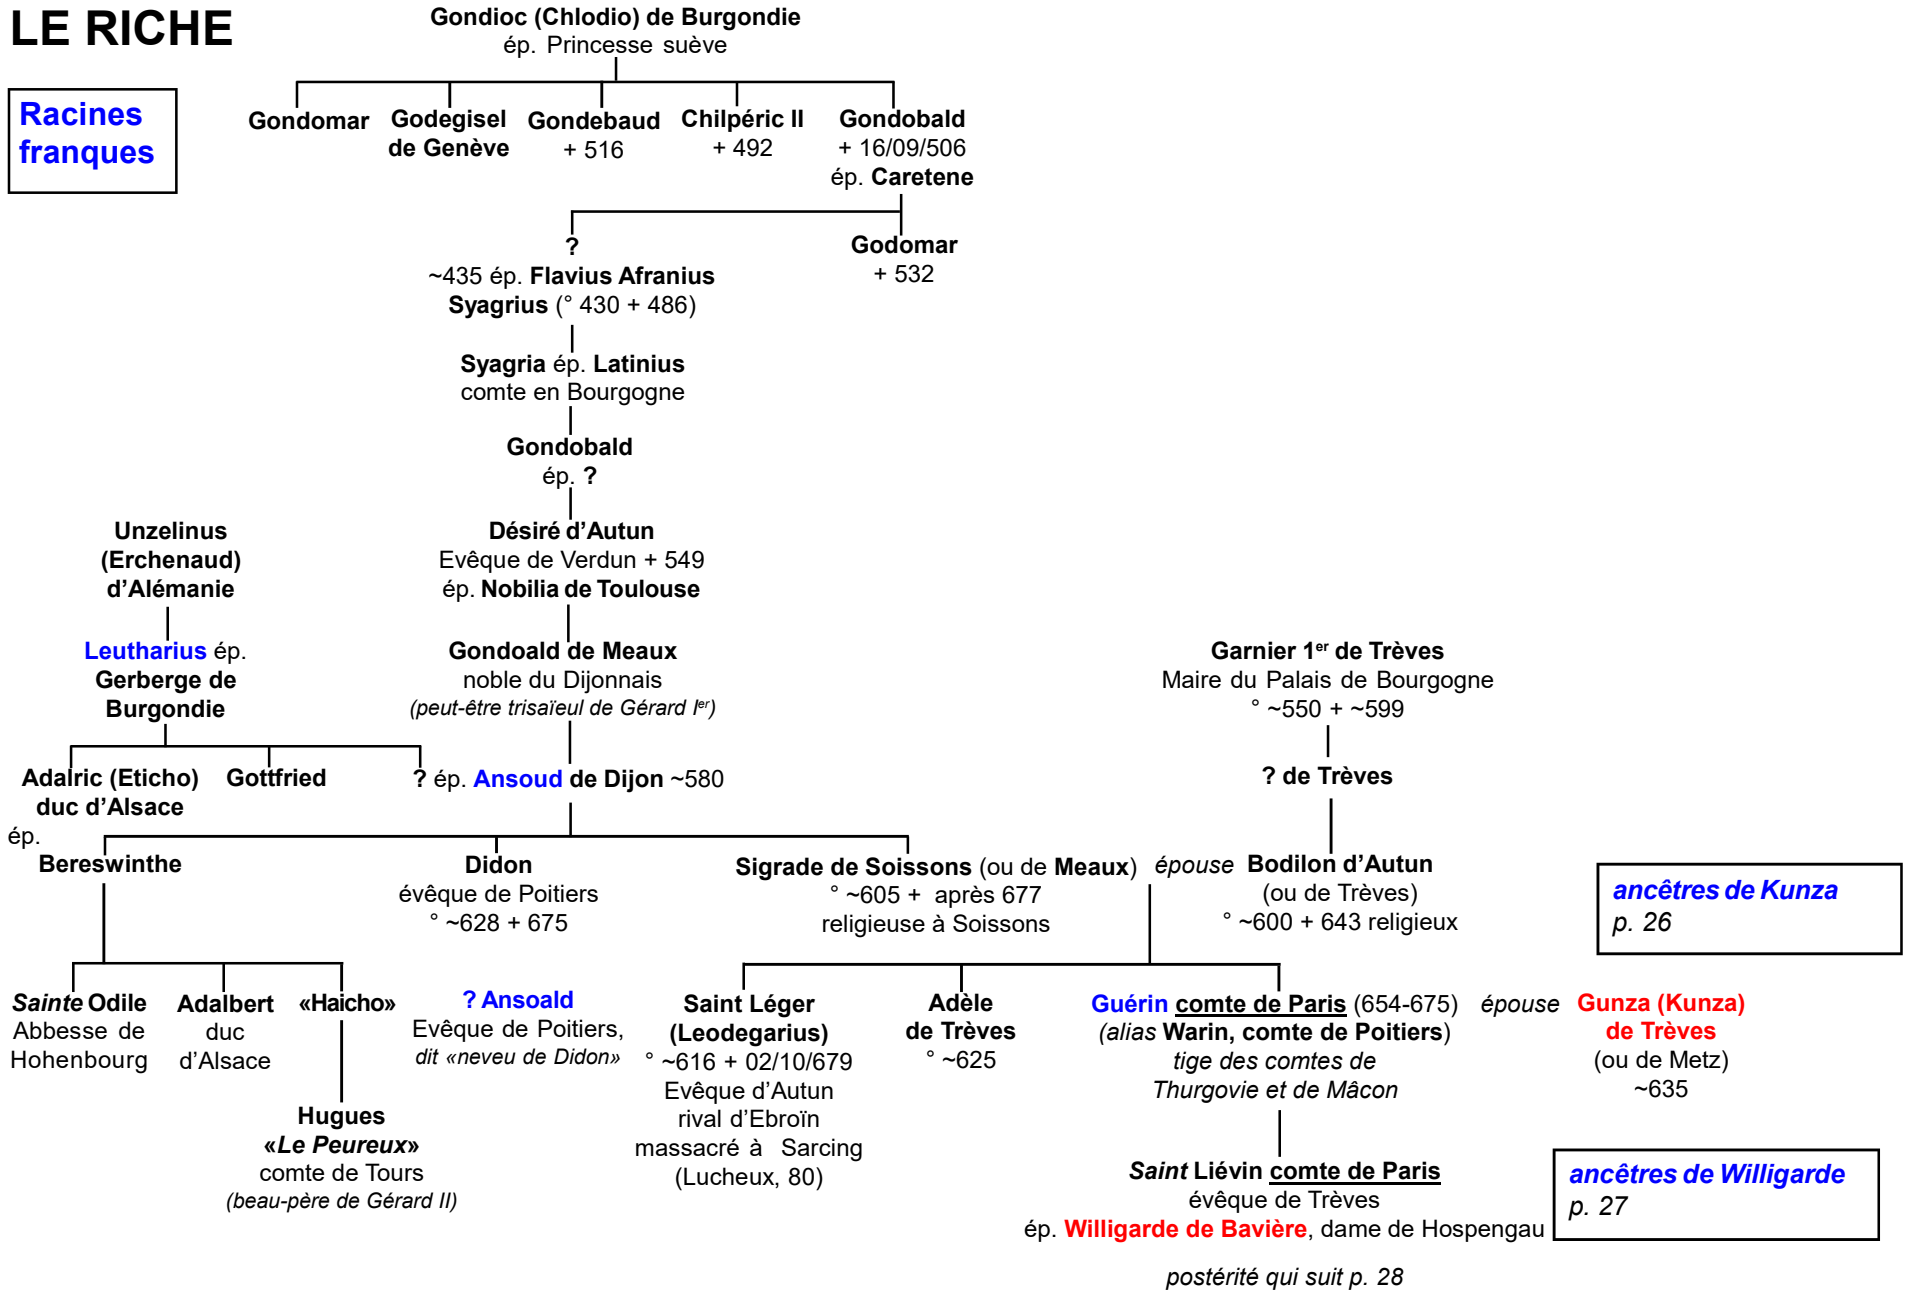 LE RICHE
Racines
franques
Gondioc (Chlodio) de Burgondie
ép. Princesse suève
Gondomar
Godegisel
de Genève
Gondebaud
+ 516
Chilpéric II
+ 492
Gondobald
+ 16/09/506
ép. Caretene
?
~435 ép. Flavius Afranius
Syagrius (° 430 + 486)
Godomar
+ 532
Syagria ép. Latinius
comte en Bourgogne
Gondobald
ép. ?
Unzelinus
(Erchenaud)
d’Alémanie
Désiré d’Autun
Evêque de Verdun + 549
ép. Nobilia de Toulouse
Leutharius ép.
Gerberge de
Burgondie
Gondoald de Meaux
noble du Dijonnais
(peut-être trisaïeul de Gérard Ier)
Garnier 1er de Trèves
Maire du Palais de Bourgogne
° ~550 + ~599
Adalric (Eticho)
duc d’Alsace
ép.
Bereswinthe
Gottfried
? ép. Ansoud de Dijon ~580
? de Trèves
Didon
évêque de Poitiers
° ~628 + 675
Sigrade de Soissons (ou de Meaux) épouse Bodilon d’Autun
° ~605 + après 677
religieuse à Soissons
(ou de Trèves)
° ~600 + 643 religieux
ancêtres de Kunza
p. 26
Sainte Odile
Abbesse de
Hohenbourg
Adalbert
duc
d’Alsace
«Haicho»
? Ansoald
Evêque de Poitiers,
dit «neveu de Didon»
Saint Léger
(Leodegarius)
° ~616 + 02/10/679
Evêque d’Autun
rival d’Ebroïn
massacré à Sarcing
(Lucheux, 80)
Adèle
de Trèves
° ~625
Guérin comte de Paris (654-675) épouse
(alias Warin, comte de Poitiers)
tige des comtes de
Thurgovie et de Mâcon
Gunza (Kunza)
de Trèves
(ou de Metz)
~635
Hugues
«Le Peureux»
comte de Tours
(beau-père de Gérard II)
Saint Liévin comte de Paris
évêque de Trèves
ép. Willigarde de Bavière, dame de Hospengau
ancêtres de Willigarde
p. 27
postérité qui suit p. 28